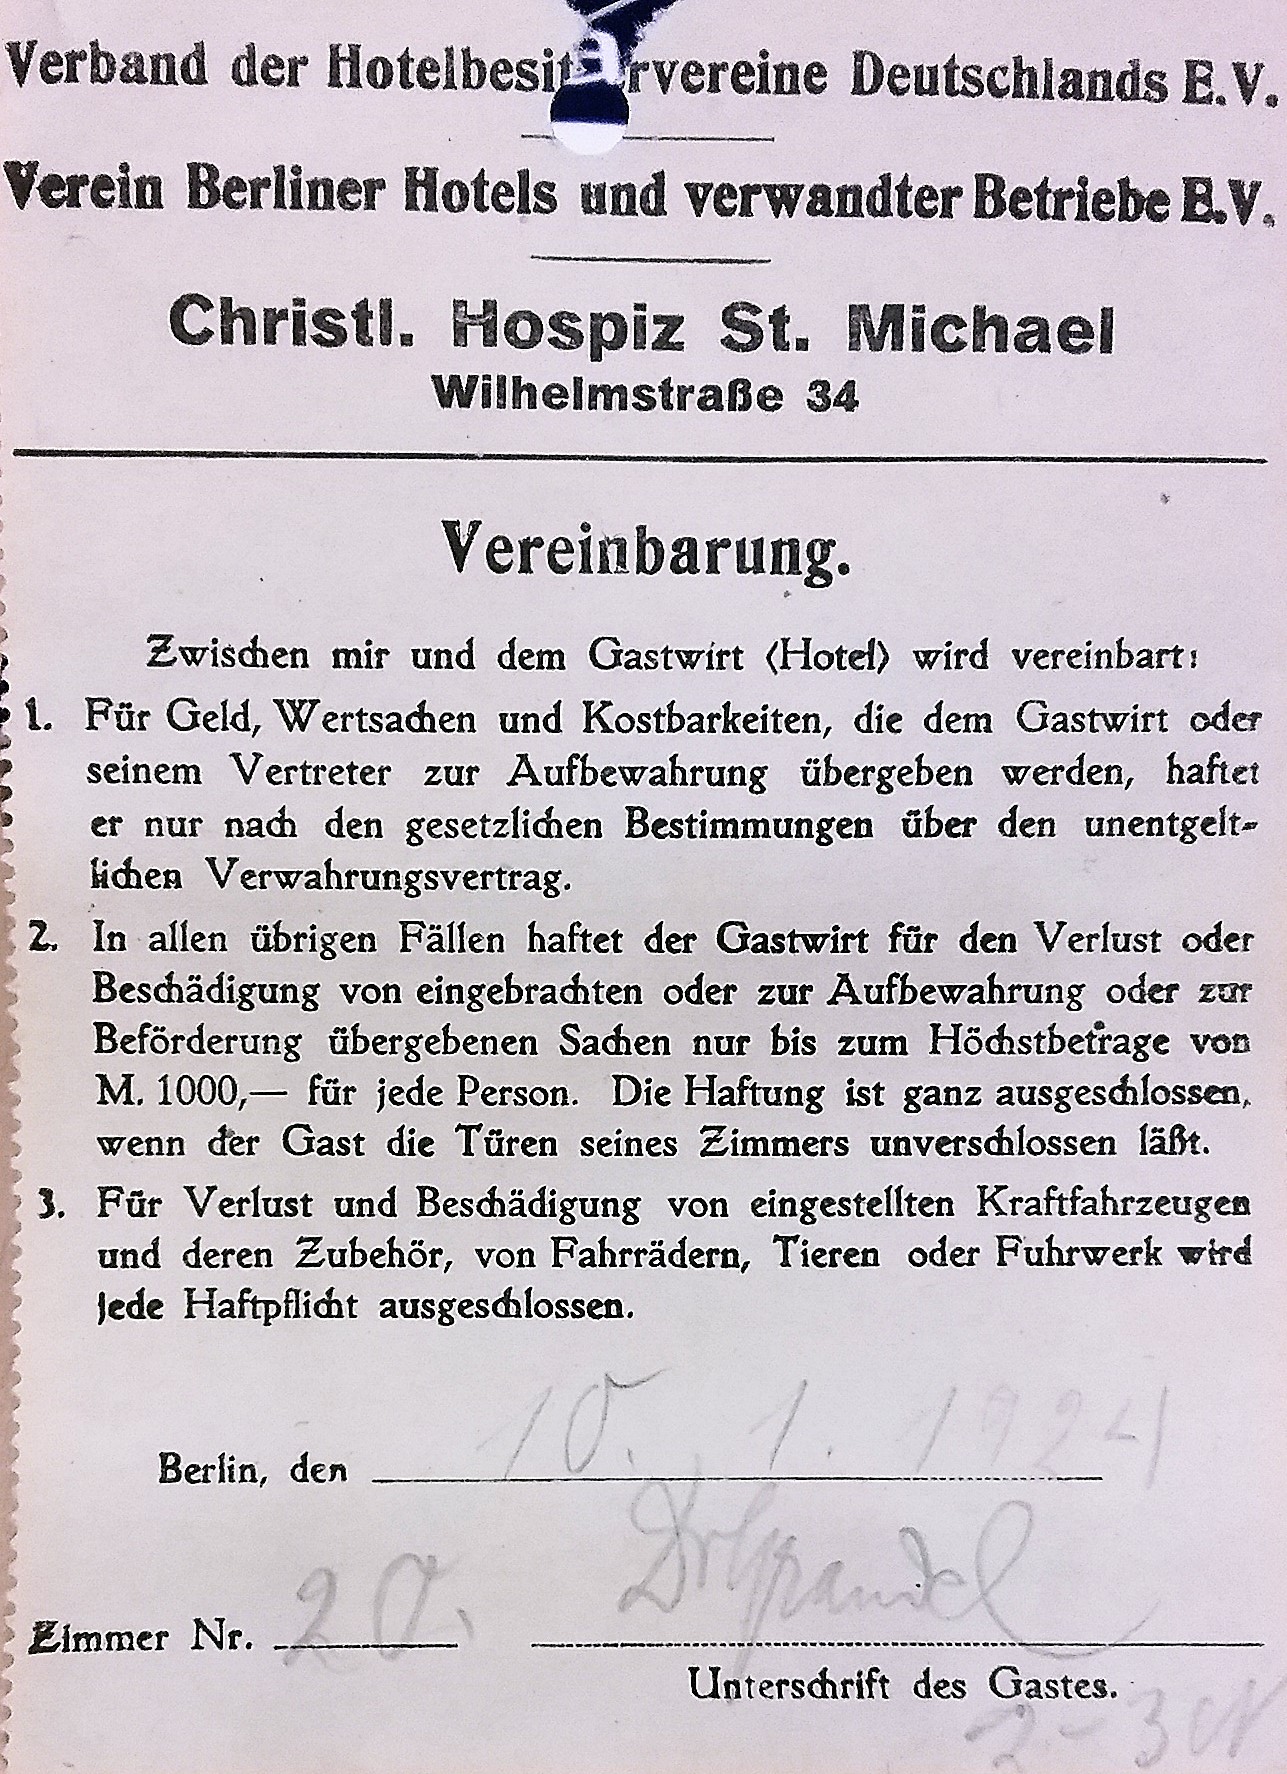 Verband der Hotelbesitzervereine Deutschlands E.V.
Verein Berliner Hotels und verwandter Betriebe E.V.
Christl. Hospiz St. Michael
Wilhelmstraße 34
Vereinbarung.
Zwischen mir und dem Gastwirt (Hotel) wird vereinbart:
1. Für Geld, Wertsachen und Kostbarkeiten, die dem Gastwirt oder
seinem Vertreter zur Aufbewahrung übergeben werden, haftet
er nur nach den gesetzlichen Bestimmungen über den unentgelt-
lichen Verwahrungsvertrag.
2. In allen übrigen Fällen haftet der Gastwirt für den Verlust oder
Beschädigung von eingebrachten oder zur Aufbewahrung oder zur
Beförderung übergebenen Sachen nur bis zum Höchstbetrage von
M. 1000,— für jede Person. Die Haftung ist ganz ausgeschlossen,
wenn der Gast die Türen seines Zimmers unverschlossen läßt.
3. Für Verlust und Beschädigung von eingestellten Kraftfahrzeugen
und deren Zubehör, von Fahrrädern, Tieren oder Fuhrwerk wird
jede Haftpflicht ausgeschlossen.
Berlin, den 10. 1. 1924
Zimmer Nr. 20. Dr
Unterschrift des Gastes.
2-3